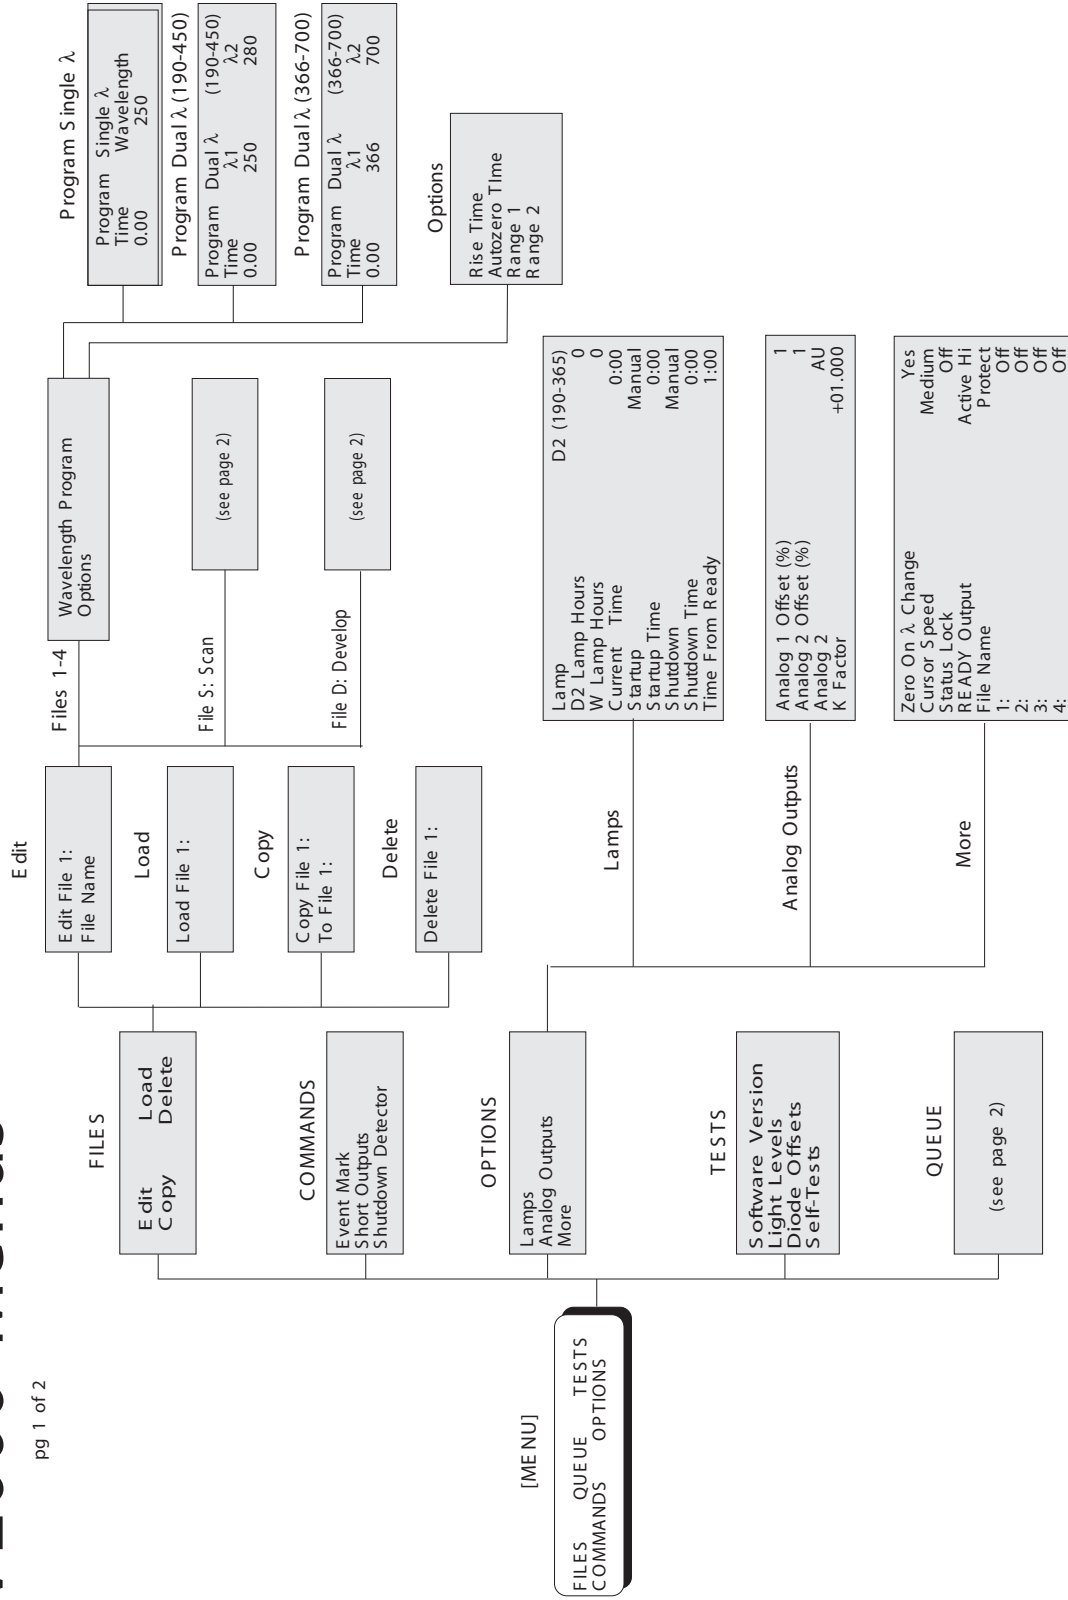 pg 1 of 2
[MENU]
FILES QUEUE TESTS
COMMANDS OPTIONS
FILES
Edit Load
Copy Delete
COMMANDS
Event Mark
Short Outputs
Shutdown Detector
OPTIONS
Lamps
Analog Outputs
More
TESTS
Software Version
Light Levels
Diode Offsets
Self-Tests
QUEUE
(see page 2)
Edit
Edit File 1:
File Name
Load
Load File 1:
Copy
Copy File 1:
To File 1:
Delete
Delete File 1:
Files 1-4
Wavelength Program
Options
File S: Scan
(see page 2)
File D: Develop
(see page 2)
Program Single λ
Program Single λ
Time Wavelength
0.00 250
Program Dual λ (190-450)
Program Dual λ (190-450)
Time λ1 λ2
0.00 250 280
Program Dual λ (366-700)
Program Dual λ (366-700)
Time λ1 λ2
0.00 366 700
Options
Rise Time
Autozero TIme
Range 1
Range 2
Lamps
Lamp D2 (190-365)
D2 Lamp Hours 0
W Lamp Hours 0
Current Time 0:00
Startup Manual
Startup Time 0:00
Shutdown Manual
Shutdown Time 0:00
Time From Ready 1:00
Analog Outputs
Analog 1 Offset (%) 1
Analog 2 Offset (%) 1
Analog 2 AU
K Factor +01.000
More
Zero On λ Change Yes
Cursor Speed Medium
Status Lock Off
READY Output Active Hi
File Name Protect
1: Off
2: Off
3: Off
4: Off